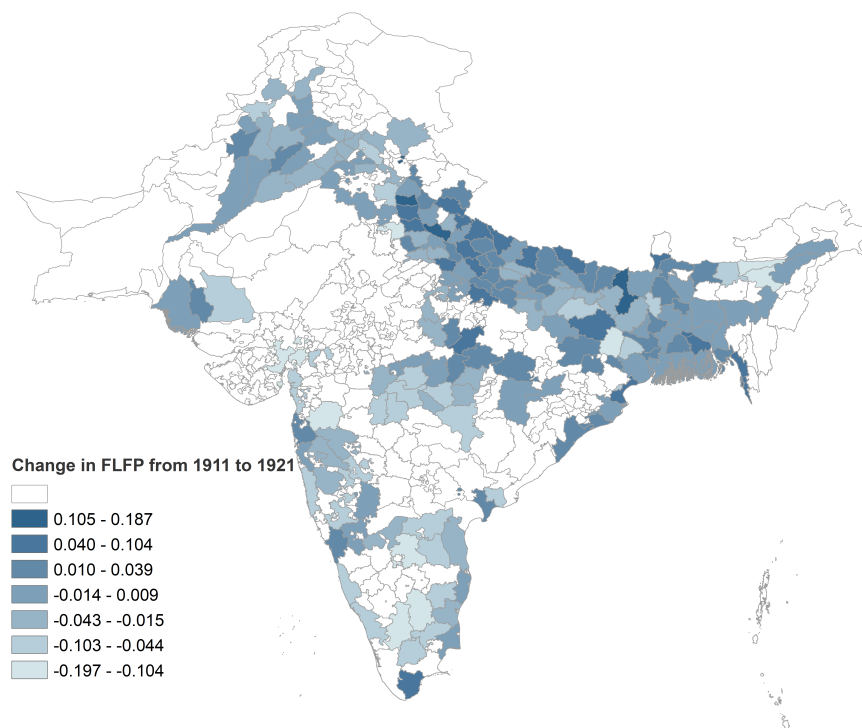 Change in FLFP from 1911 to 1921
0.105 - 0.187
0.040 - 0.104
0.010 - 0.039
-0.014 - 0.009
-0.043 - -0.015
-0.103 - -0.044
-0.197 - -0.104